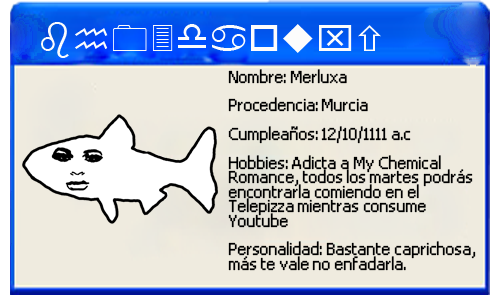 ♌♒🗀🗐♎♋□◆⌧⇧
Nombre: Merluxa
Procedencia: Murcia
Cumpleaños: 12/10/1111 a.c
Hobbies: Adicta a My Chemical
Romance, todos los martes podrás
encontrarla comiendo en el
Telepizza mientras consume
Youtube
Personalidad: Bastante caprichosa,
más te vale no enfadarla.